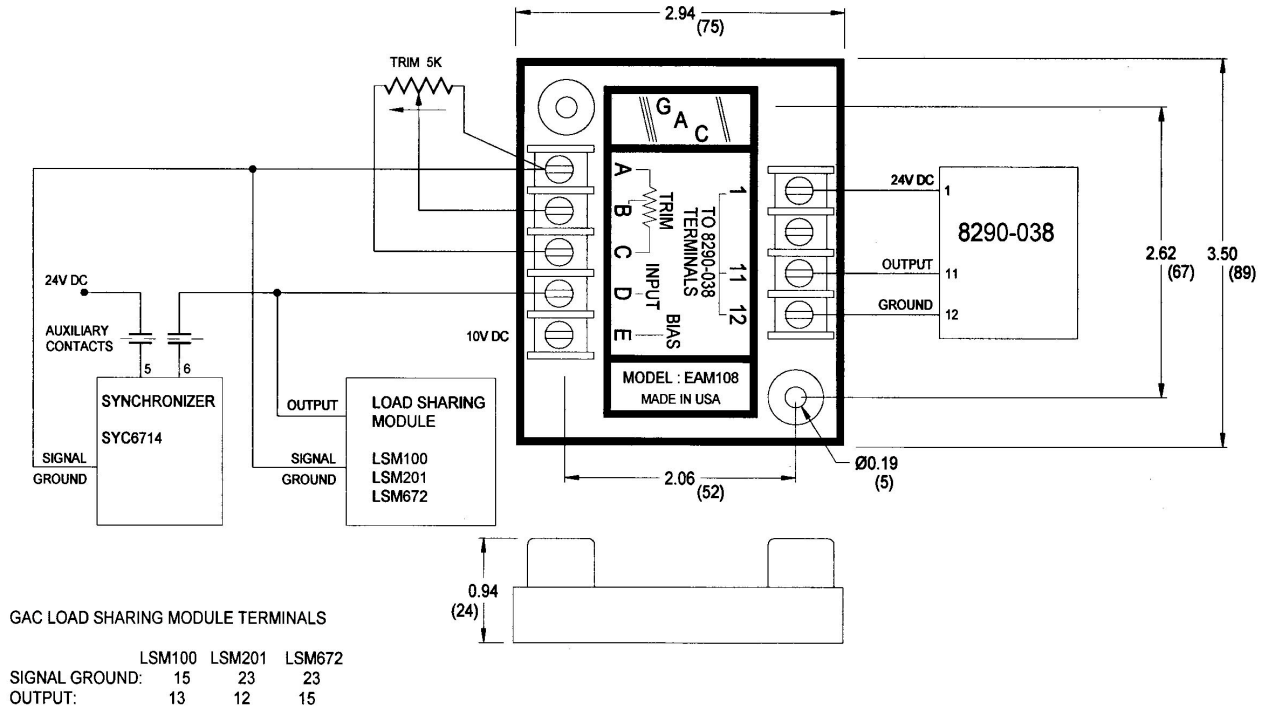 2.94
(75)
TRIM 5K
G A C
A
B
C
D
E
TRIM
INPUT
BIAS
TO 8290-038
TERMINALS
1
11
12
MODEL : EAM108
MADE IN USA
24V DC
1
8290-038
OUTPUT
11
GROUND
12
2.62
(67)
3.50
(89)
10V DC
24V DC
AUXILIARY
CONTACTS
5
6
SYNCHRONIZER
SYC6714
SIGNAL
GROUND
OUTPUT
LOAD SHARING
MODULE
SIGNAL
GROUND
LSM100
LSM201
LSM672
2.06
(52)
Ø0.19
(5)
0.94
(24)
GAC LOAD SHARING MODULE TERMINALS
LSM100 LSM201 LSM672
SIGNAL GROUND: 15 23 23
OUTPUT: 13 12 15